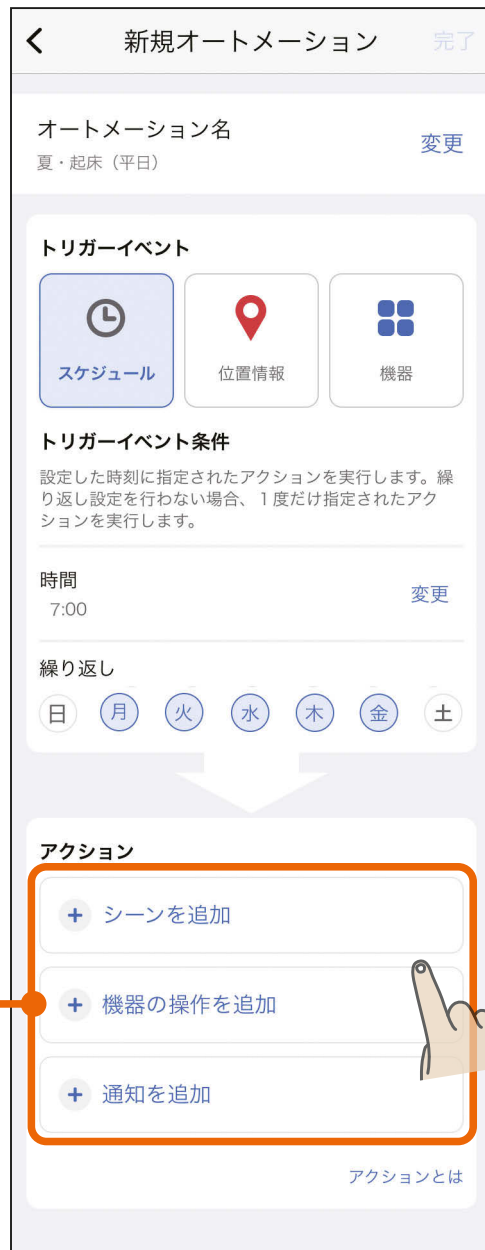 新規オートメーション 完了
オートメーション名
夏・起床（平日）
変更
トリガーイベント
スケジュール 位置情報 機器
トリガーイベント条件
設定した時刻に指定されたアクションを実行します。繰
り返し設定を行わない場合、１度だけ指定されたアク
ションを実行します。
時間
7:00
変更
繰り返し
日 月 火 水 木 金 土
アクション
+ シーンを追加
+ 機器の操作を追加
+ 通知を追加
アクションとは